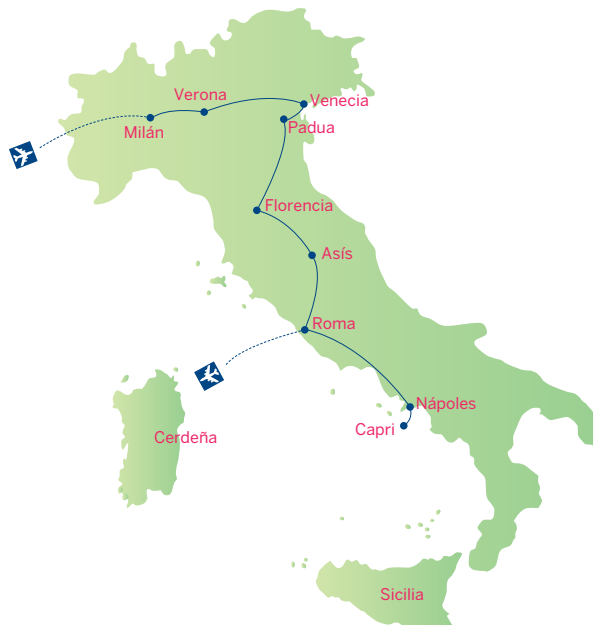 Verona
Venecia
Milán
Padua
Florencia
Asís
Roma
Nápoles
Capri
Cerdeña
Sicilia